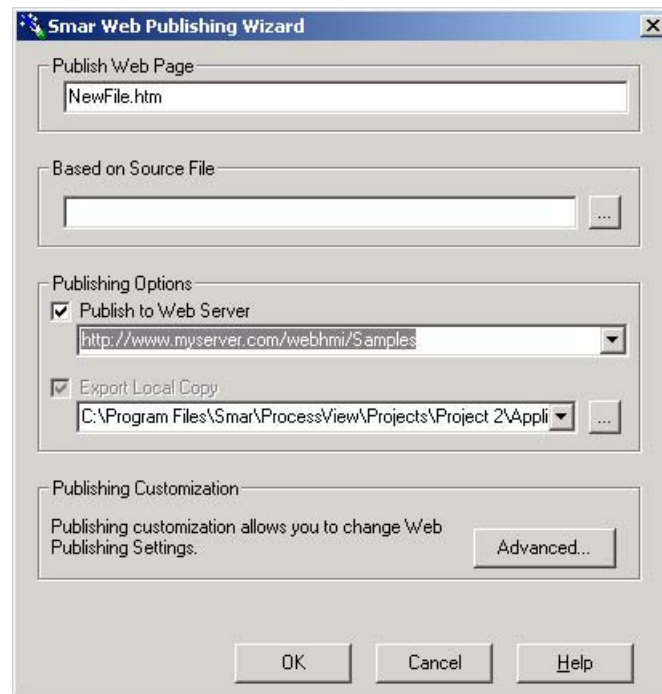 Smar Web Publishing Wizard
Publish Web Page
NewFile.htm
Based on Source File
...
Publishing Options
Publish to Web Server
http://www.myserver.com/webhmi/Samples
Export Local Copy
C:\Program Files\Smar\ProcessView\Projects\Project 2\Appli
...
Publishing Customization
Publishing customization allows you to change Web
Publishing Settings.
Advanced...
OK
Cancel
Help